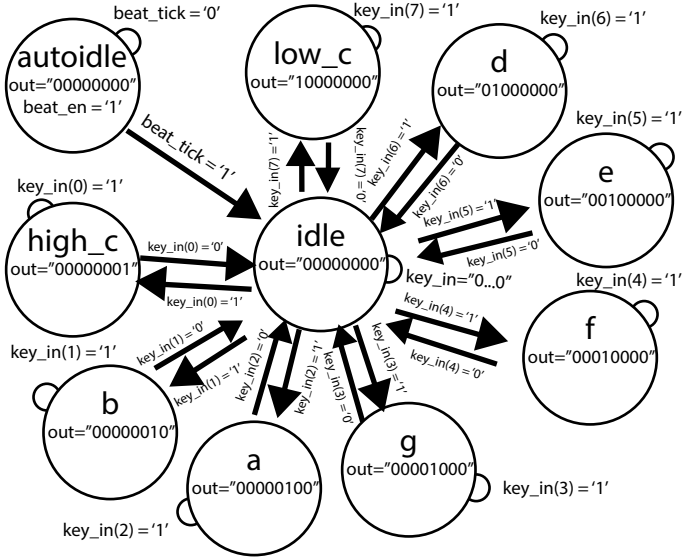 beat_tick = ‘0’
autoidle
out=”00000000”
beat_en = ‘1’
beat_tick = ‘1’
key_in(7) = ‘1’
low_c
out=”10000000”
key_in(7) = ‘1’
key_in(7) = ‘0’
key_in(6) = ‘1’
d
out=”01000000”
key_in(6) = ‘1’
key_in(6) = ‘0’
key_in(5) = ‘1’
e
out=”00100000”
key_in(5) = ‘1’
key_in(5) = ‘0’
key_in(0) = ‘1’
high_c
out=”00000001”
key_in(0) = ‘0’
key_in(0) = ‘1’
idle
out=”00000000”
key_in=”0...0”
key_in(4) = ‘1’
f
out=”00010000”
key_in(4) = ‘1’
key_in(4) = ‘0’
key_in(1) = ‘1’
b
out=”00000010”
key_in(1) = ‘0’
key_in(1) = ‘1’
a
out=”00000100”
key_in(2) = ‘0’
key_in(2) = ‘1’
key_in(2) = ‘1’
g
out=”00001000”
key_in(3) = ‘0’
key_in(3) = ‘1’
key_in(3) = ‘1’